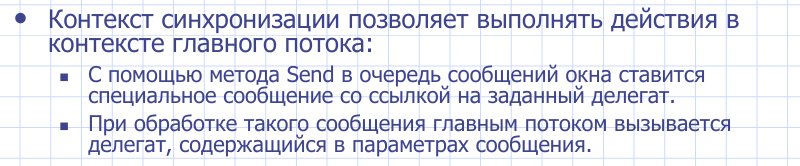 • Контекст синхронизации позволяет выполнять действия в
контексте главного потока:
▪ С помощью метода Send в очередь сообщений окна ставится
специальное сообщение со ссылкой на заданный делегат.
▪ При обработке такого сообщения главным потоком вызывается
делегат, содержащийся в параметрах сообщения.